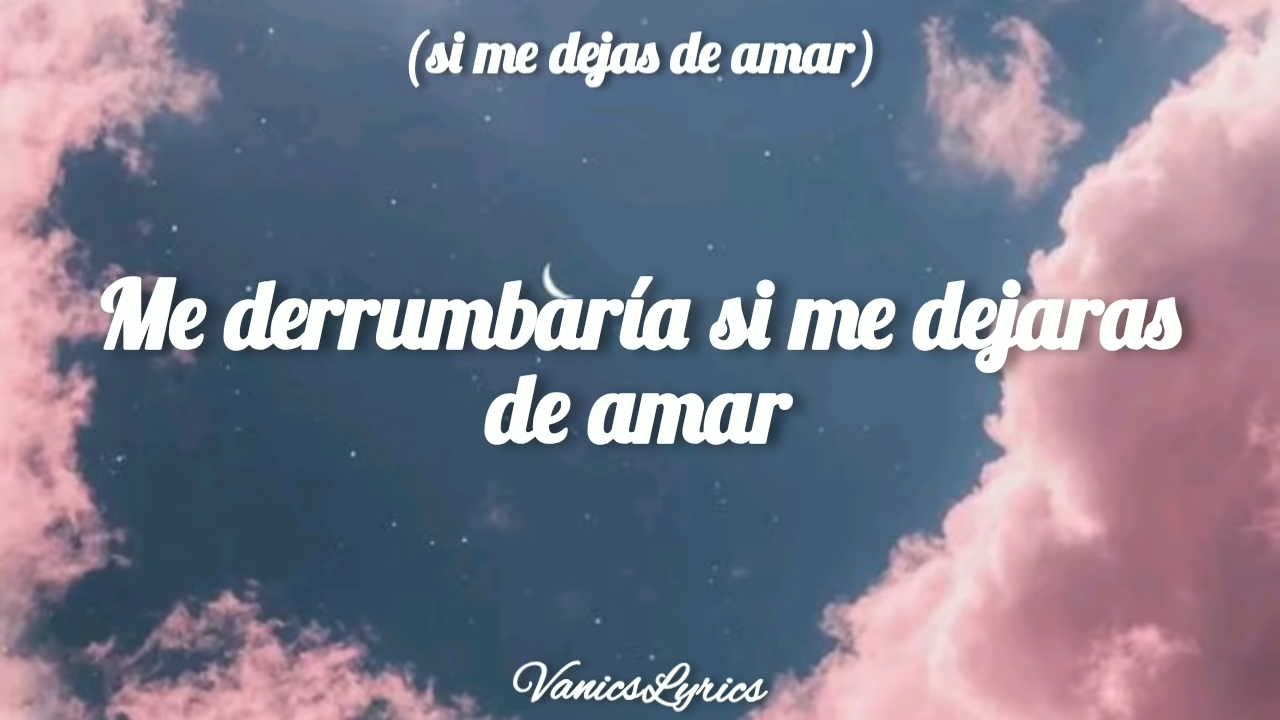 (si me dejas de amar)
Me derrumbaría si me dejaras
de amar
VanicsLyrics